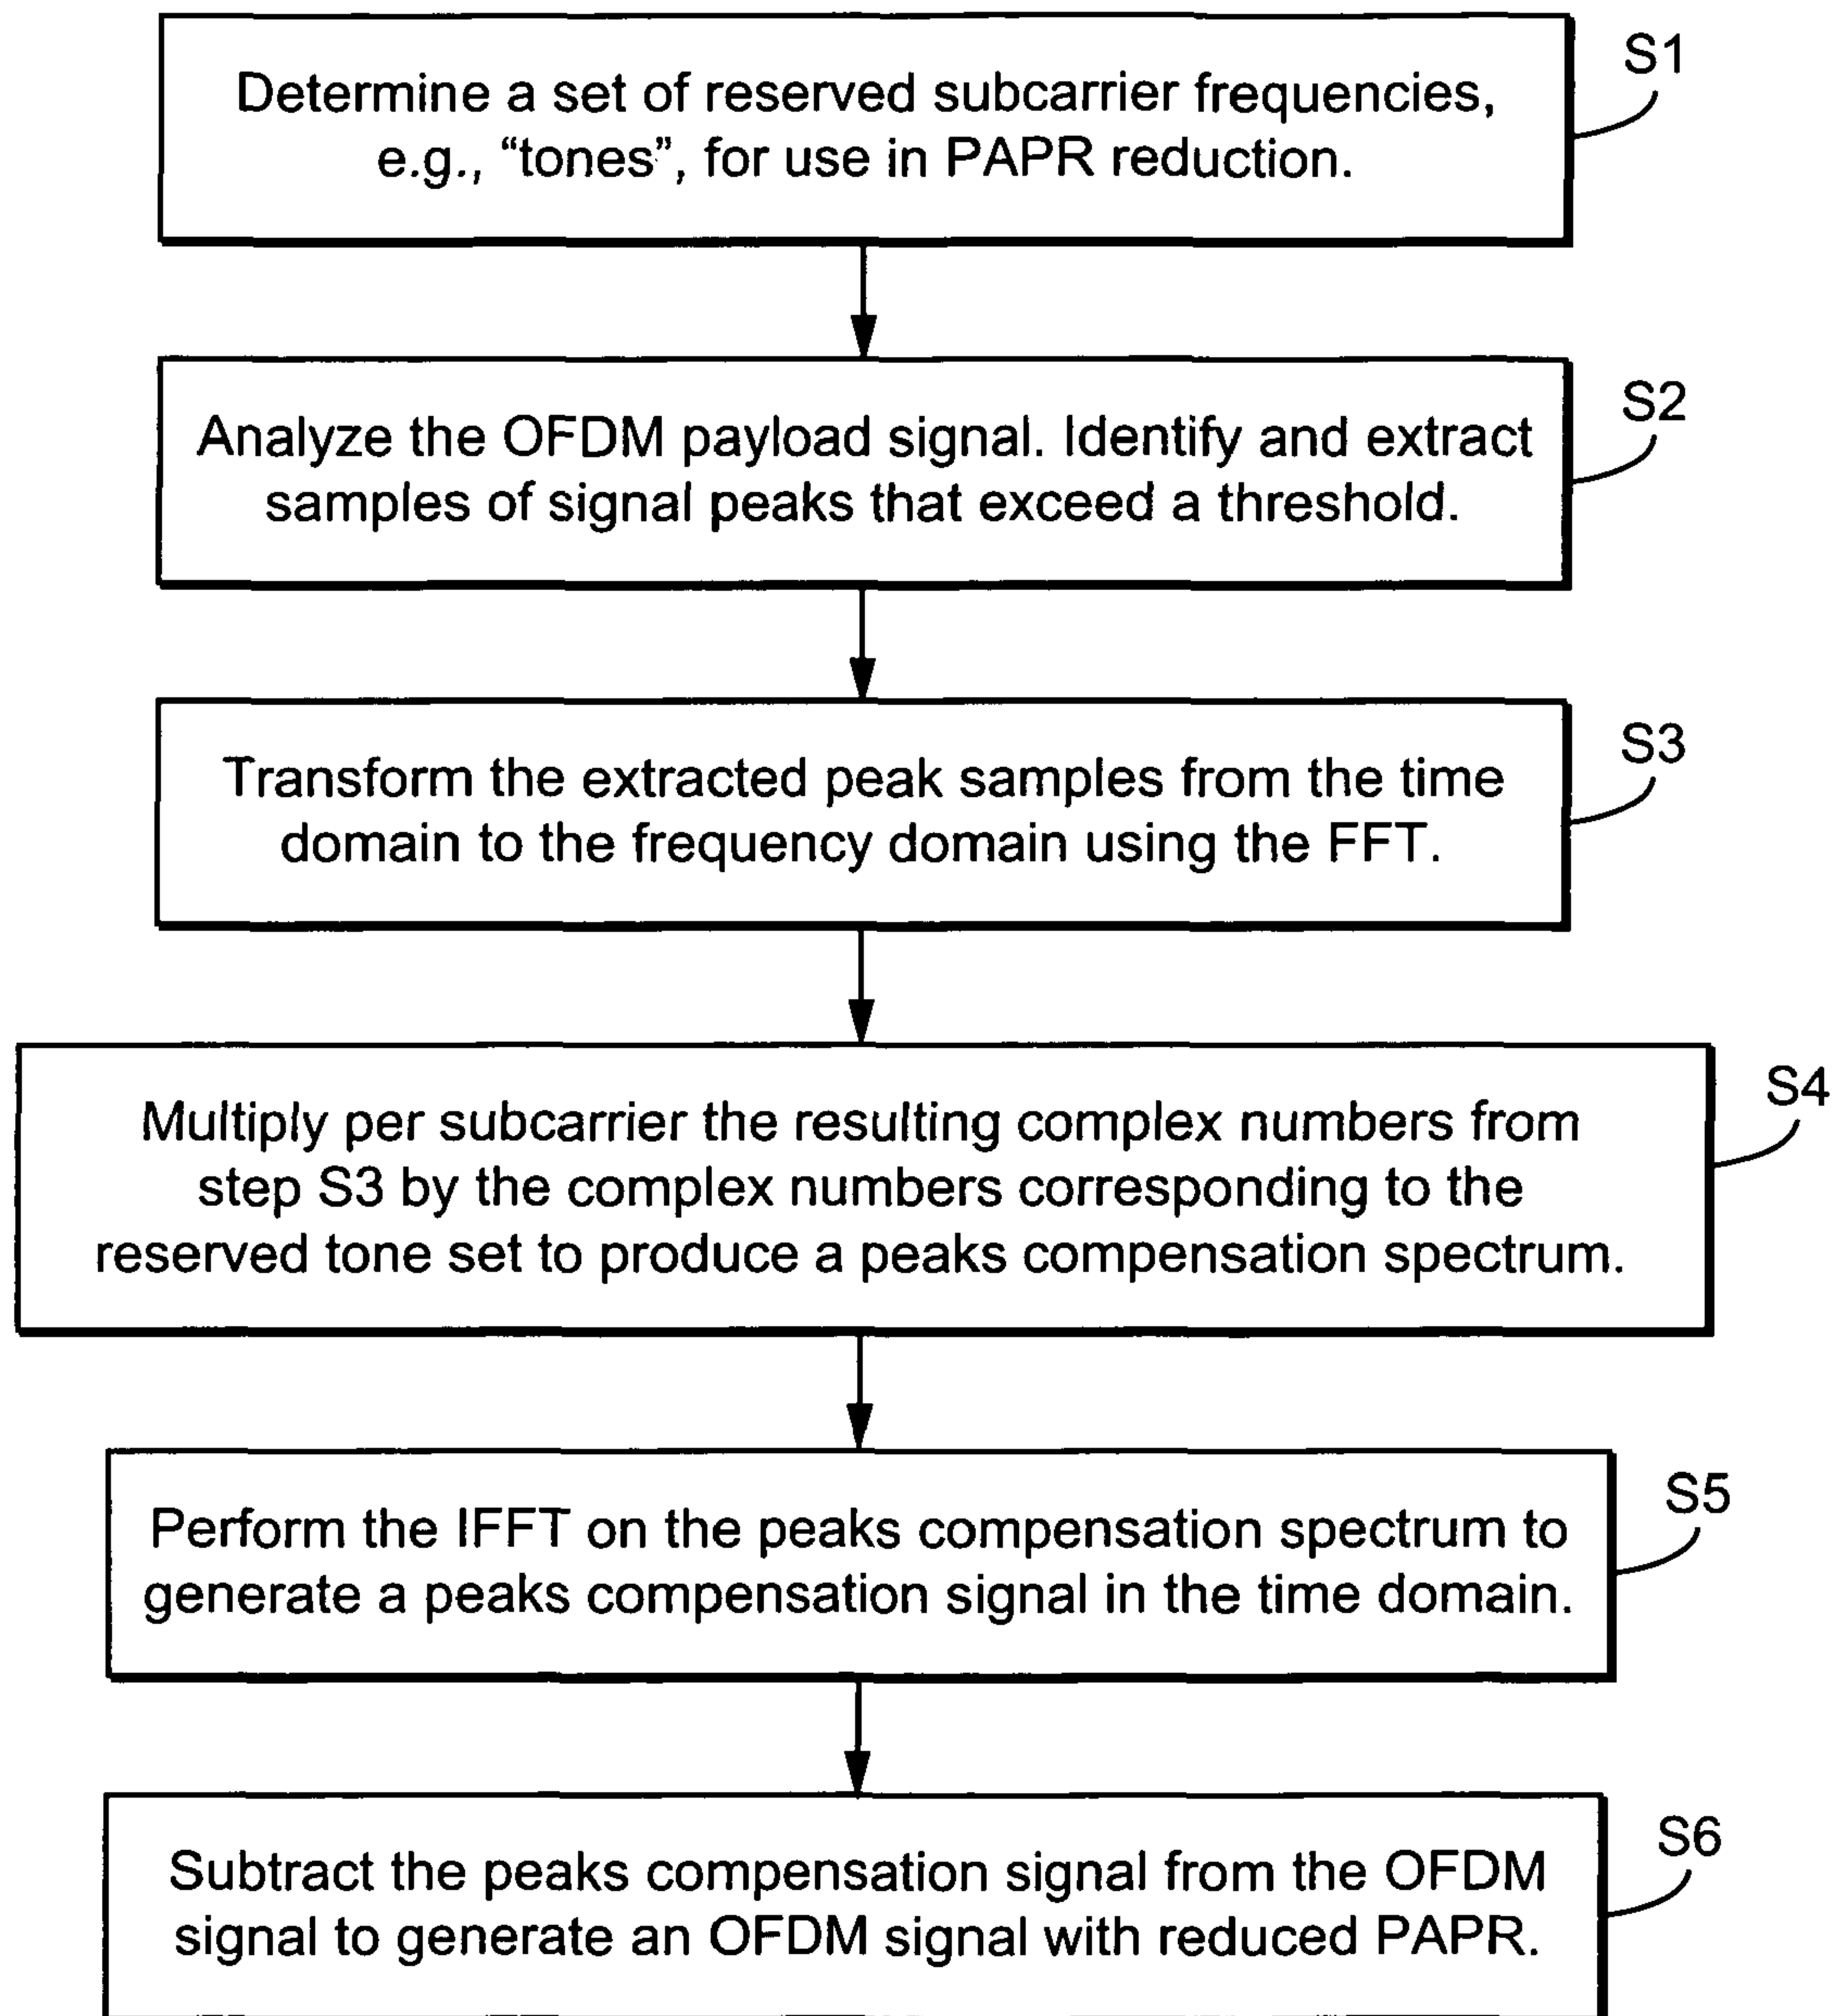 S1
Determine a set of reserved subcarrier frequencies,
e.g., “tones”, for use in PAPR reduction.
S2
Analyze the OFDM payload signal. Identify and extract
samples of signal peaks that exceed a threshold.
S3
Transform the extracted peak samples from the time
domain to the frequency domain using the FFT.
S4
Multiply per subcarrier the resulting complex numbers from
step S3 by the complex numbers corresponding to the
reserved tone set to produce a peaks compensation spectrum.
S5
Perform the IFFT on the peaks compensation spectrum to
generate a peaks compensation signal in the time domain.
S6
Subtract the peaks compensation signal from the OFDM
signal to generate an OFDM signal with reduced PAPR.